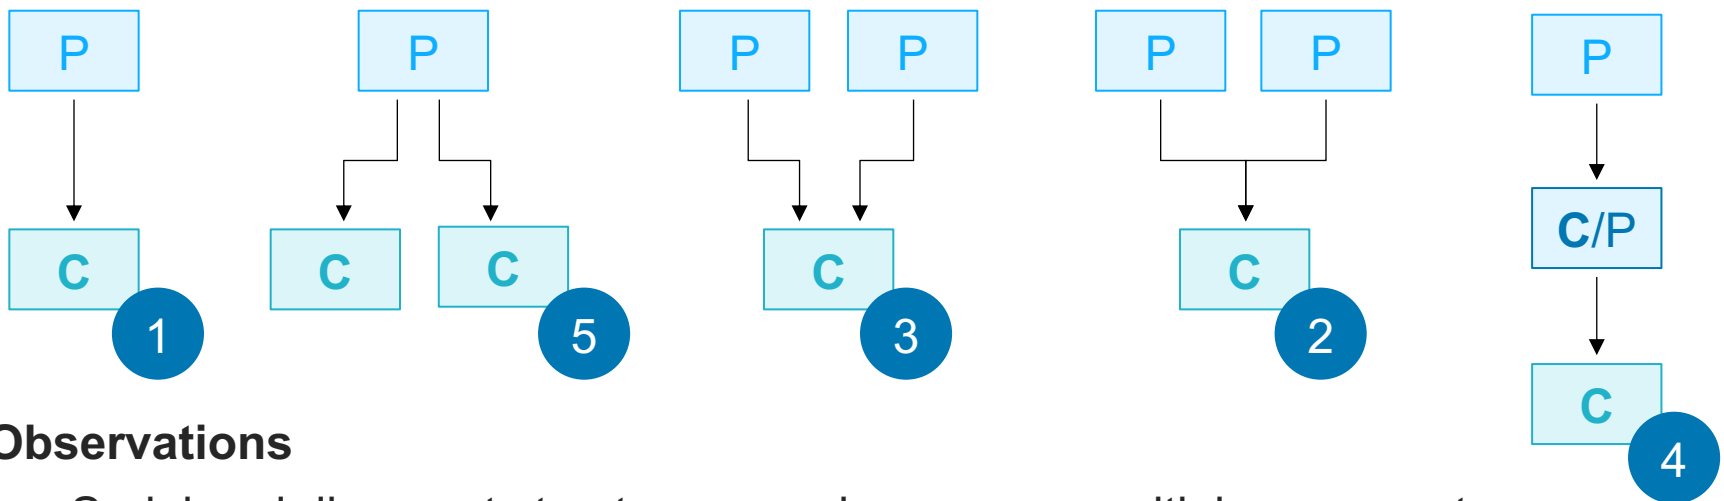 P P P P P P P
C C C C C C/P
1 5 3 2
C
Observations
4